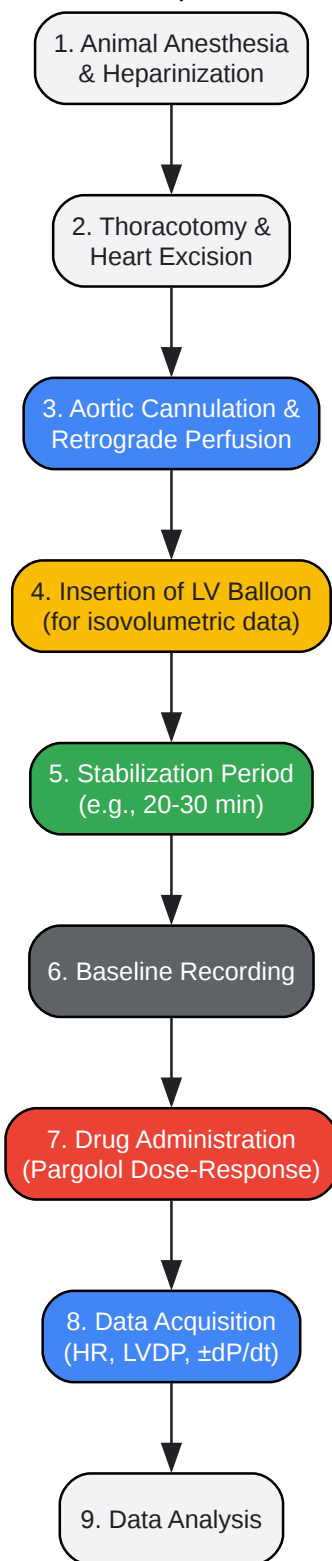 1. Animal Anesthesia
& Heparinization
2. Thoracotomy &
Heart Excision
3. Aortic Cannulation &
Retrograde Perfusion
4. Insertion of LV Balloon
(for isovolumetric data)
5. Stabilization Period
(e.g., 20-30 min)
6. Baseline Recording
7. Drug Administration
(Pargolol Dose-Response)
8. Data Acquisition
(HR, LVDP, ±dP/dt)
9. Data Analysis